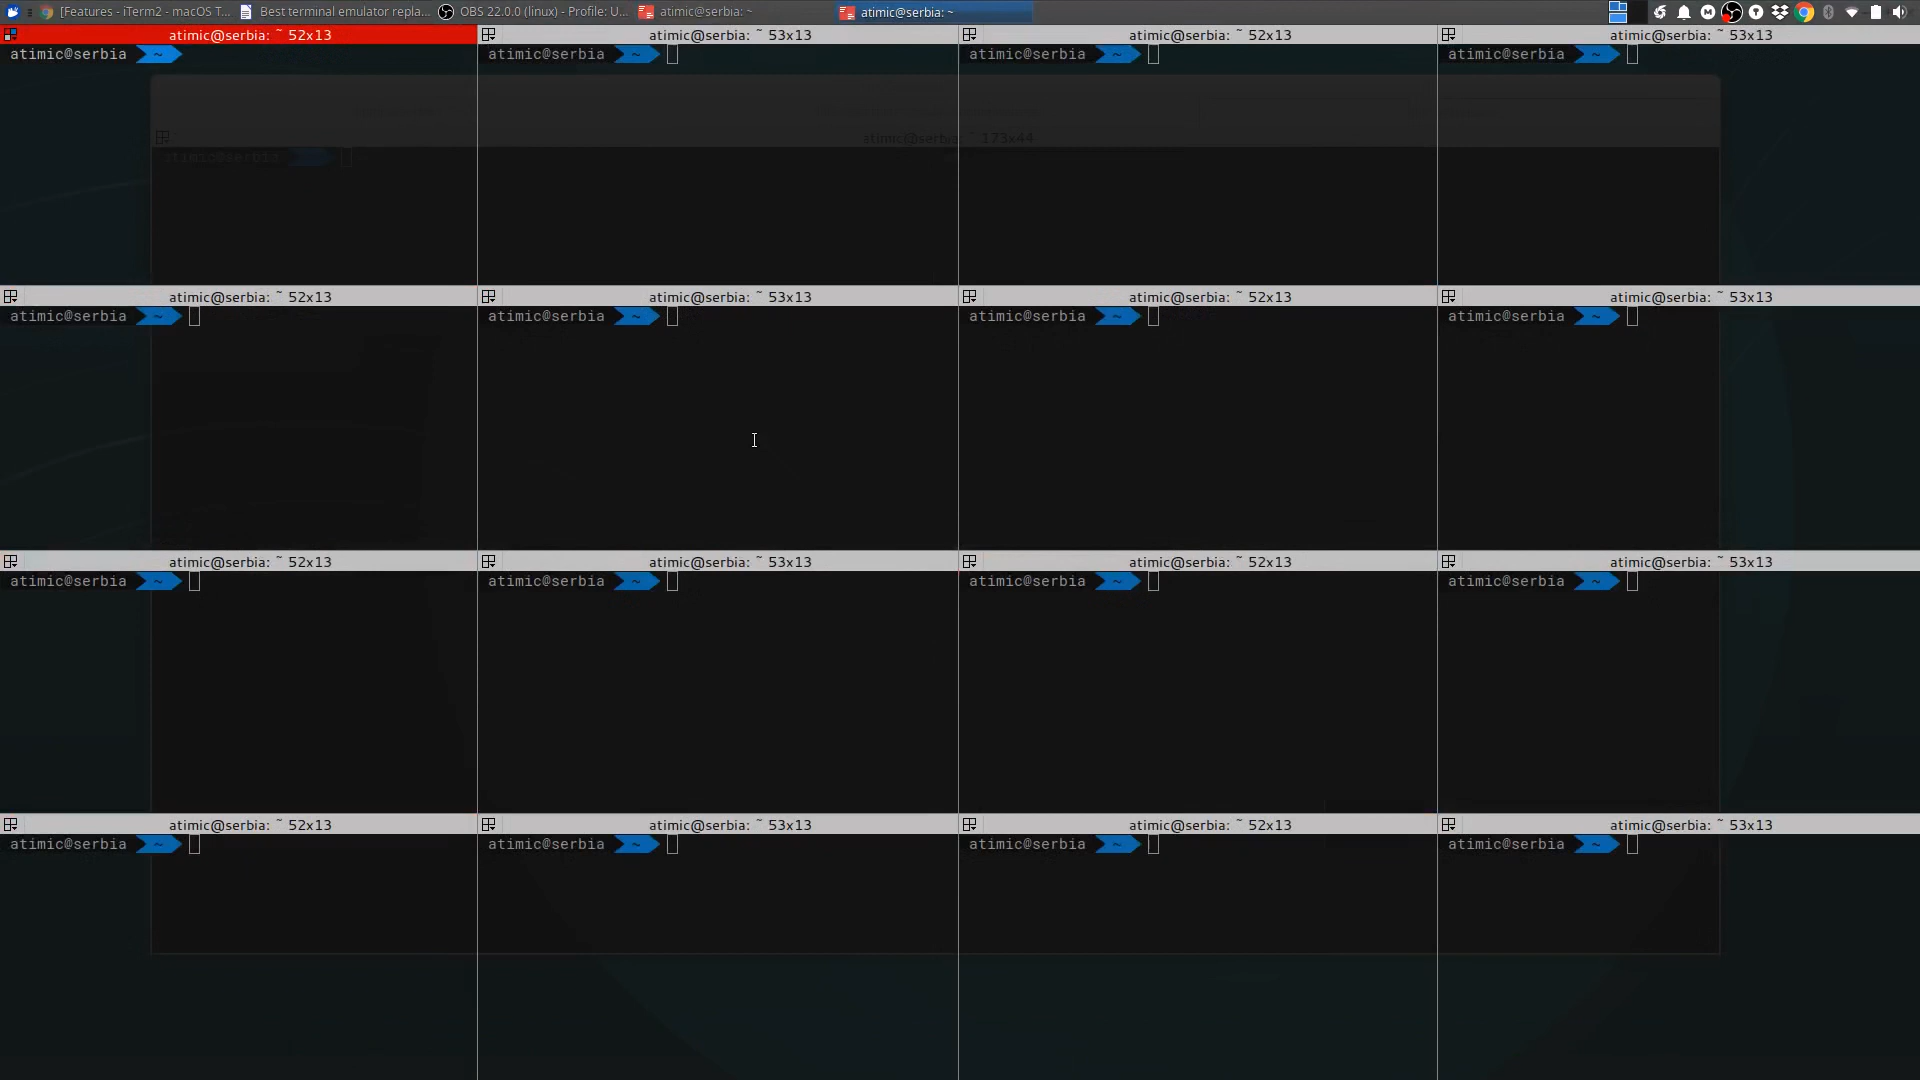 [Features - iTerm2 - macOS T... Best terminal emulator repla... OBS 22.0.0 (linux) - Profile: U... atimic@serbia: ~ atimic@serbia: ~
atimic@serbia: ~ 52x13 atimic@serbia: ~ 53x13 atimic@serbia: ~ 52x13 atimic@serbia: ~ 53x13
atimic@serbia ~ atimic@serbia ~ atimic@serbia ~ atimic@serbia ~
atimic@serbia: ~ 173x44
atimic@serbia
atimic@serbia: ~ 52x13 atimic@serbia: ~ 53x13 atimic@serbia: ~ 52x13 atimic@serbia: ~ 53x13
atimic@serbia ~ atimic@serbia ~ atimic@serbia ~ atimic@serbia ~
atimic@serbia: ~ 52x13 atimic@serbia: ~ 53x13 atimic@serbia: ~ 52x13 atimic@serbia: ~ 53x13
atimic@serbia ~ atimic@serbia ~ atimic@serbia ~ atimic@serbia ~
atimic@serbia: ~ 52x13 atimic@serbia: ~ 53x13 atimic@serbia: ~ 52x13 atimic@serbia: ~ 53x13
atimic@serbia ~ atimic@serbia ~ atimic@serbia ~ atimic@serbia ~